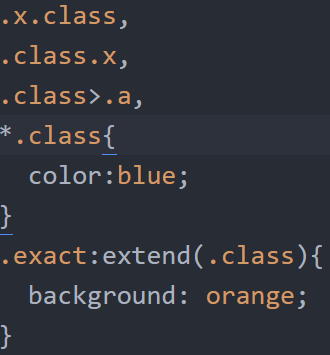 .x.class,
.class.x,
.class>.a,
*.class{
  color:blue;
}
.exact:extend(.class){
  background: orange;
}